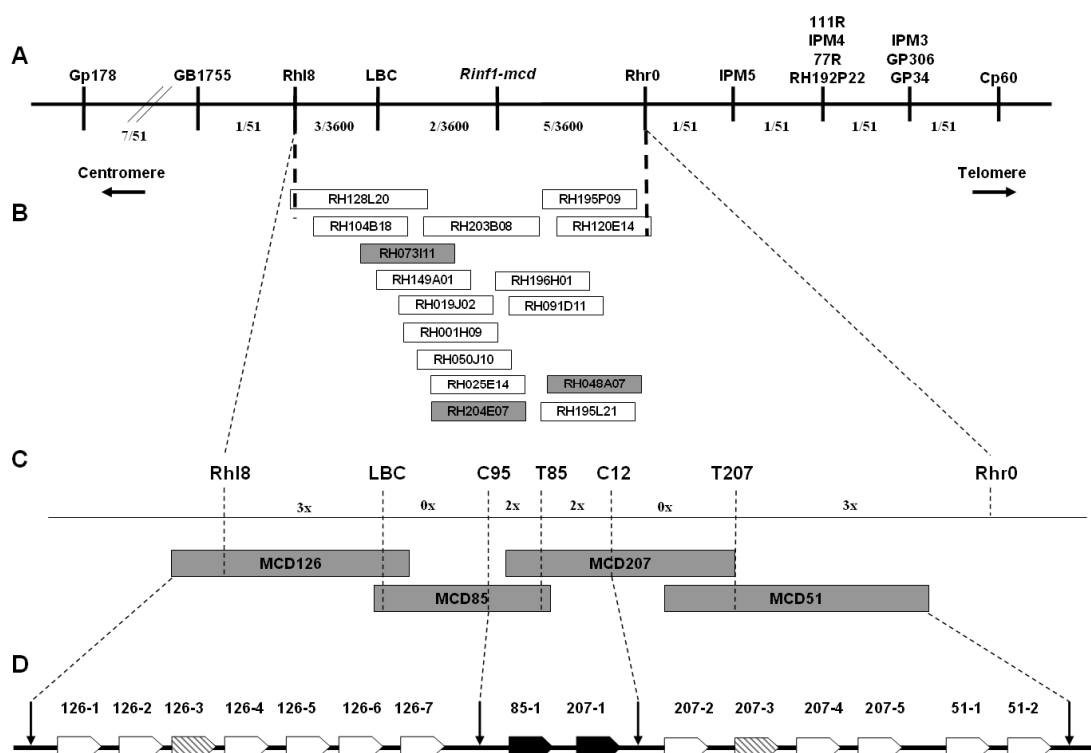 A
111R
IPM4
77R
RH192P22
IPM3
GP306
GP34
Gp178 GB1755 Rhl8 LBC Rinf1-mcd Rhr0 IPM5 Cp60
7/51 1/51 3/3600 2/3600 5/3600 1/51 1/51 1/51 1/51
Centromere Telomere
B
RH128L20 RH195P09
RH104B18 RH203B08 RH120E14
RH073I11
RH149A01 RH196H01
RH019J02 RH091D11
RH001H09
RH050J10
RH025E14 RH048A07
RH204E07 RH195L21
C
Rhl8 LBC C95 T85 C12 T207 Rhr0
3x 0x 2x 2x 0x 3x
MCD126 MCD207
MCD85 MCD51
D
126-1 126-2 126-3 126-4 126-5 126-6 126-7 85-1 207-1 207-2 207-3 207-4 207-5 51-1 51-2